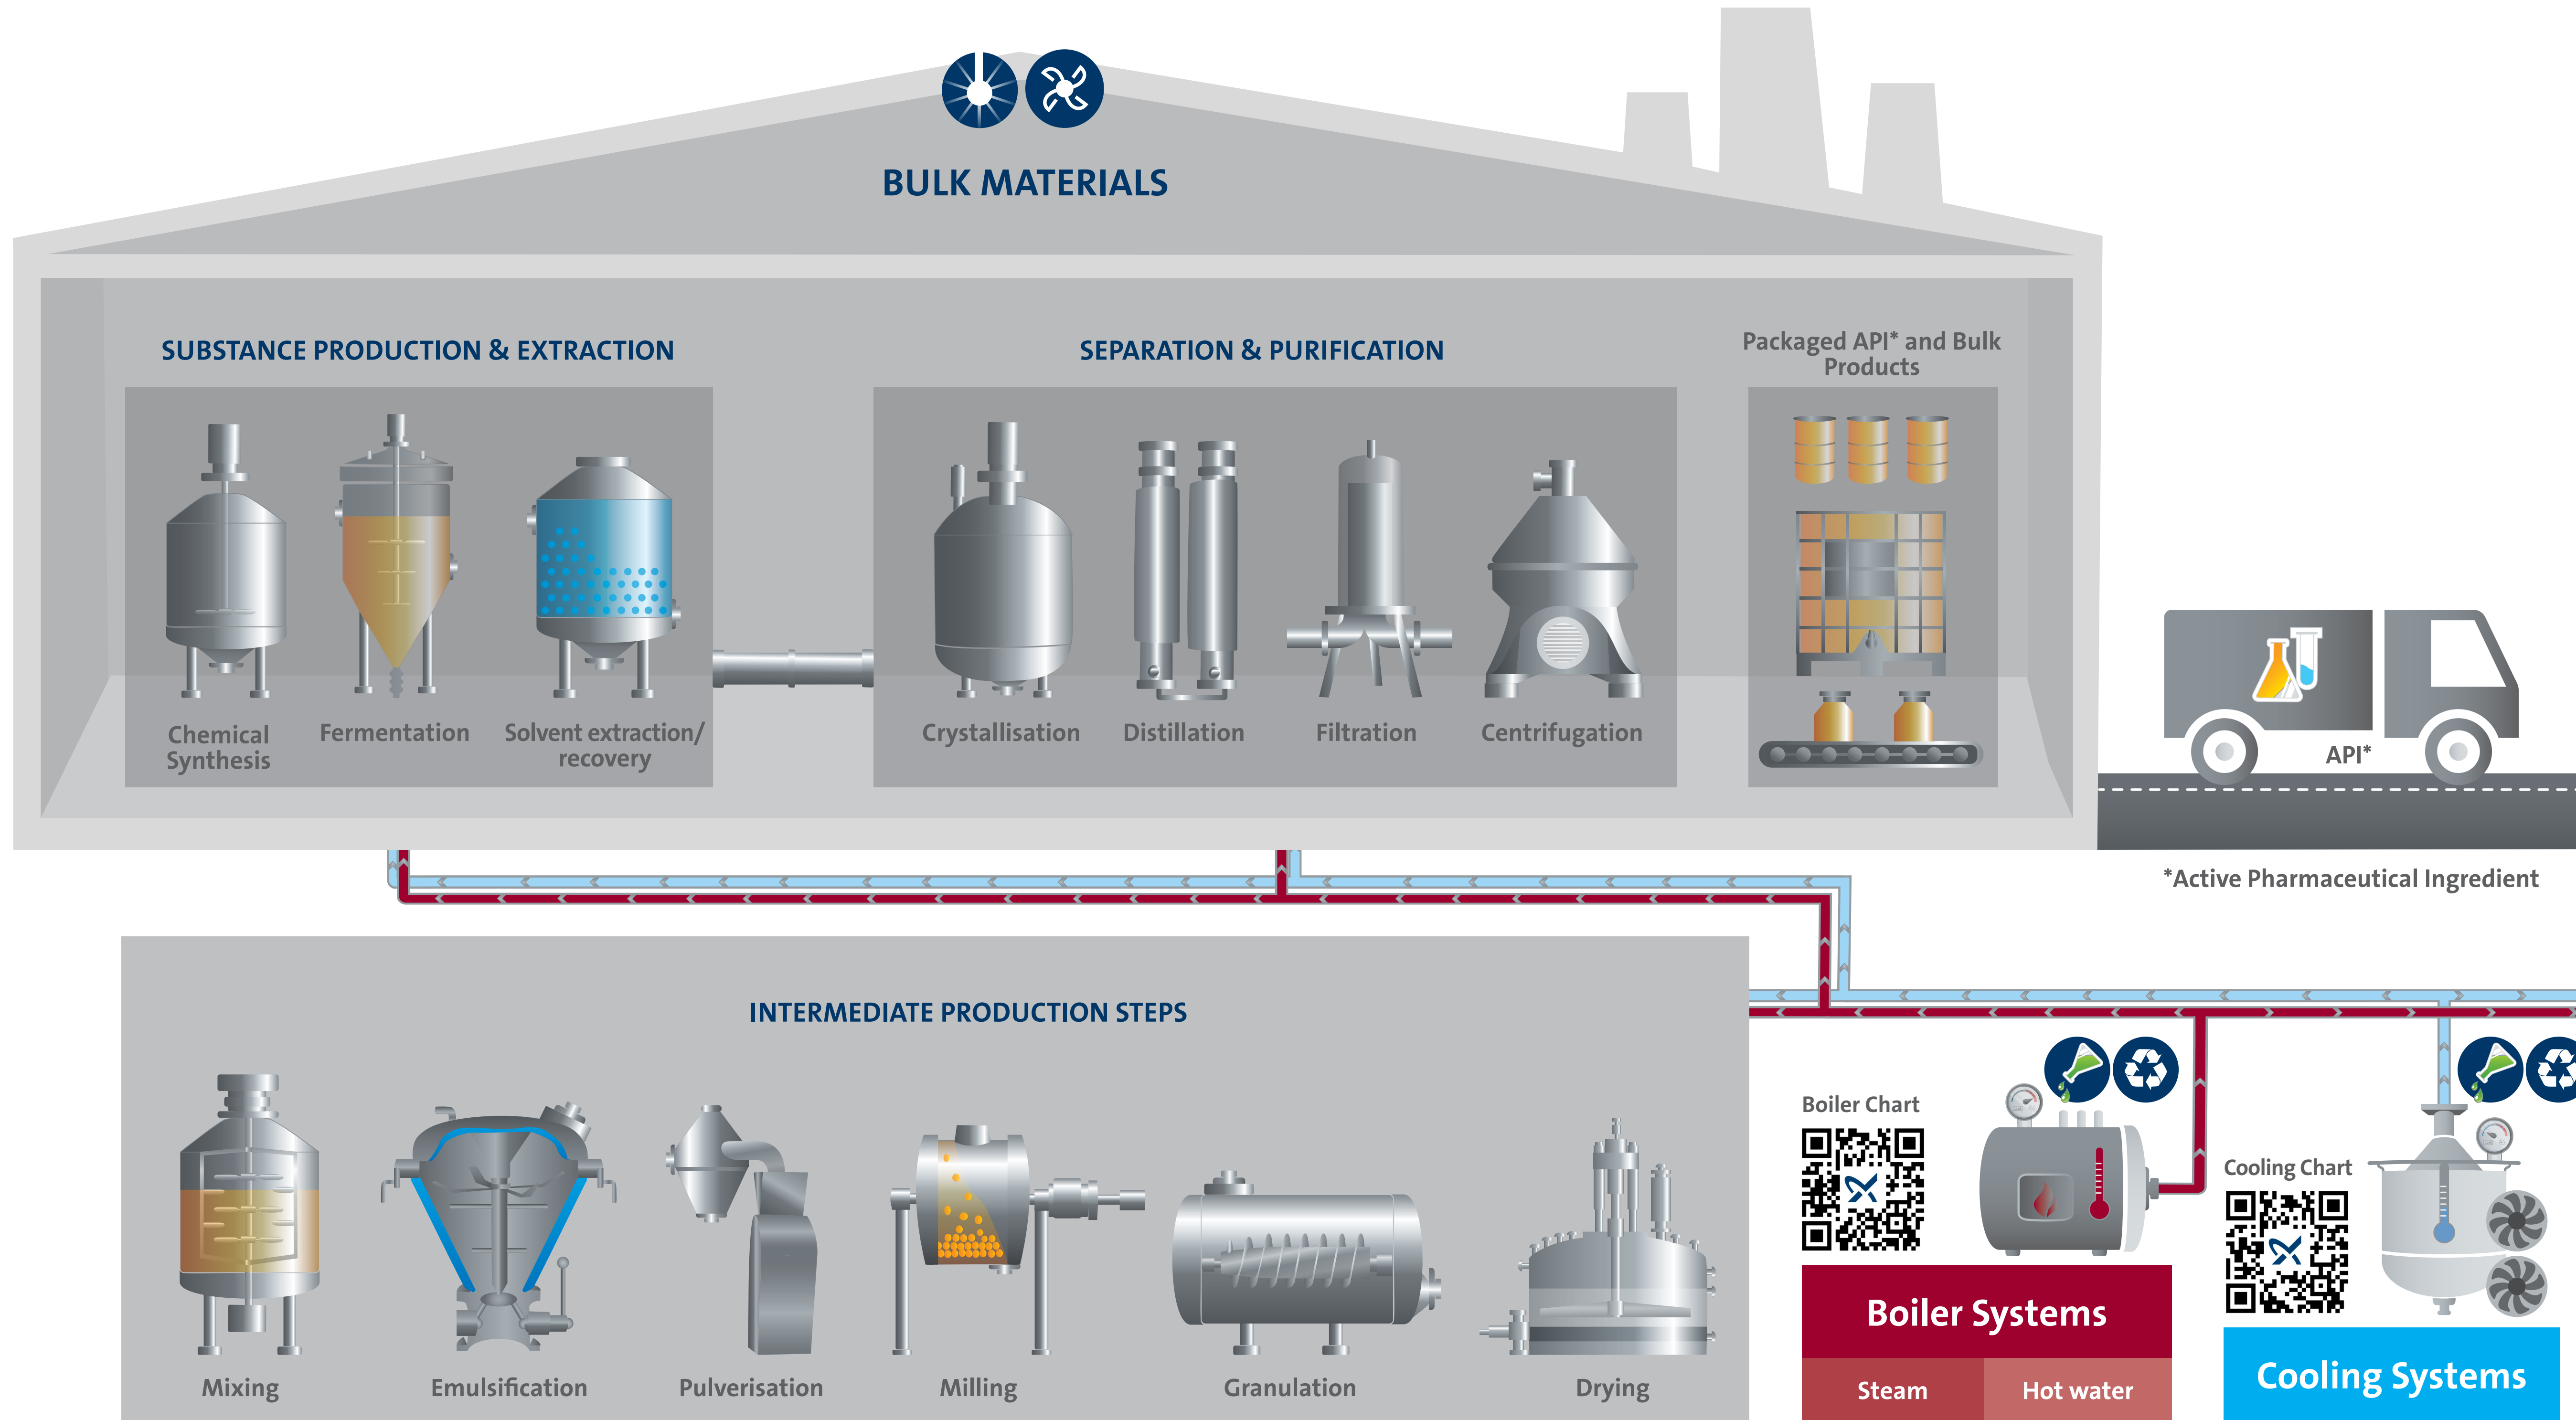 BULK MATERIALS
SUBSTANCE PRODUCTION & EXTRACTION
SEPARATION & PURIFICATION
Packaged API* and Bulk
Products
Chemical
Synthesis
Fermentation
Solvent extraction/
recovery
Crystallisation
Distillation
Filtration
Centrifugation
API*
*Active Pharmaceutical Ingredient
INTERMEDIATE PRODUCTION STEPS
Mixing
Emulsification
Pulverisation
Milling
Granulation
Drying
Boiler Chart
Boiler Systems
Steam
Hot water
Cooling Chart
Cooling Systems